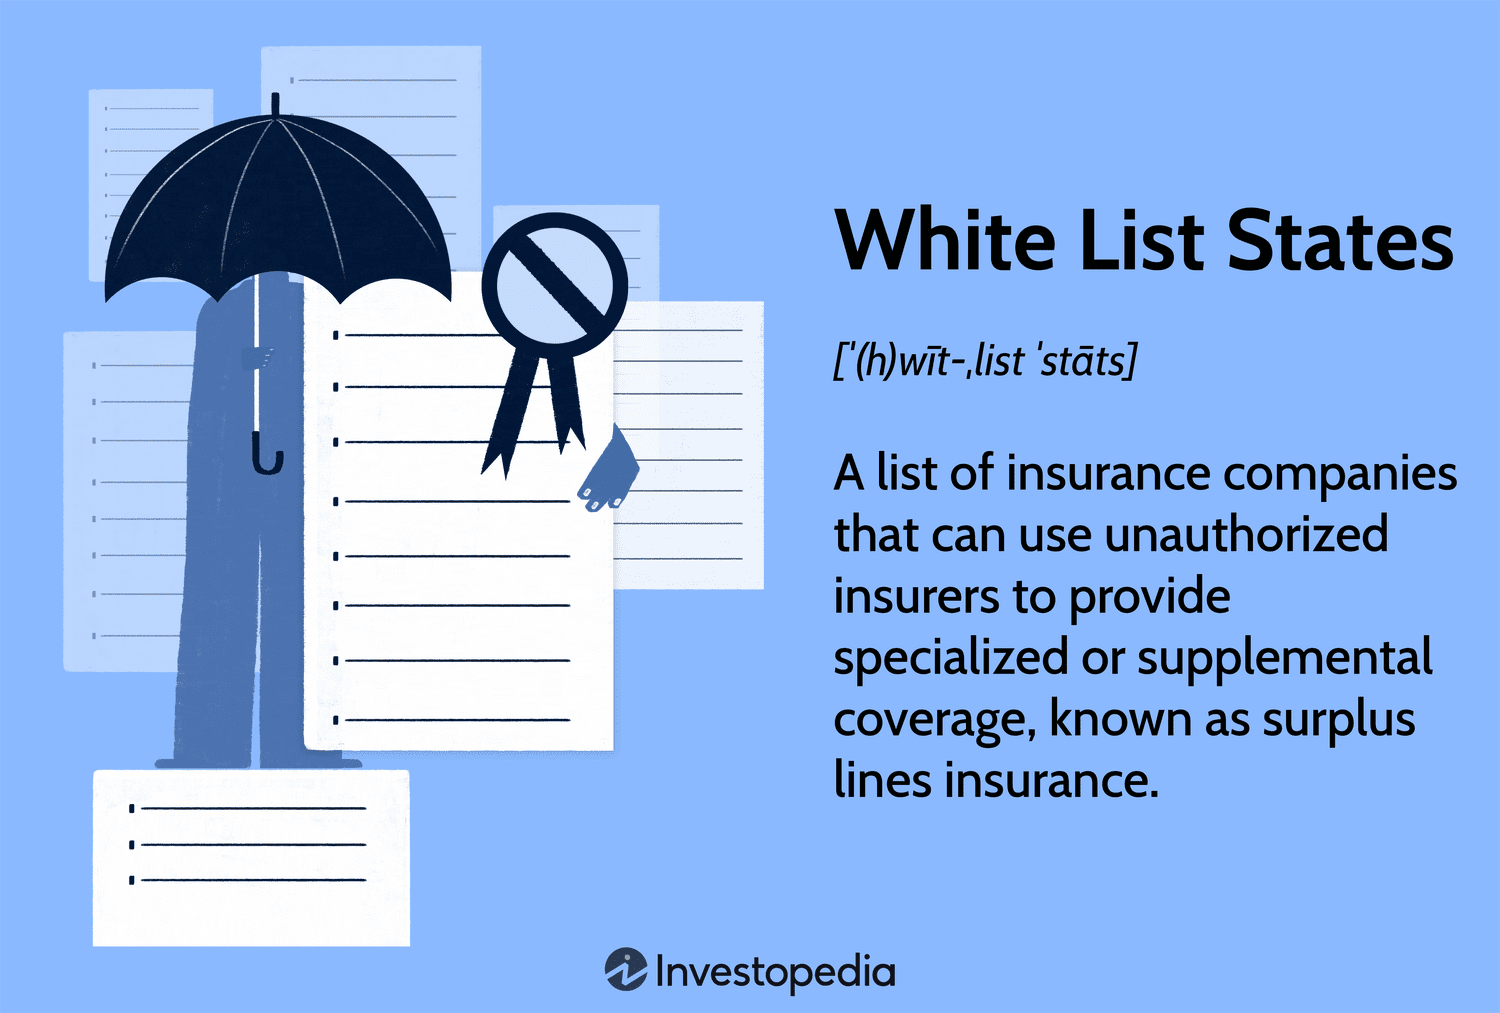 White List States
[ˈ(h)wīt-ˌlist ˈstāts]
A list of insurance companies
that can use unauthorized
insurers to provide
specialized or supplemental
coverage, known as surplus
lines insurance.
Investopedia